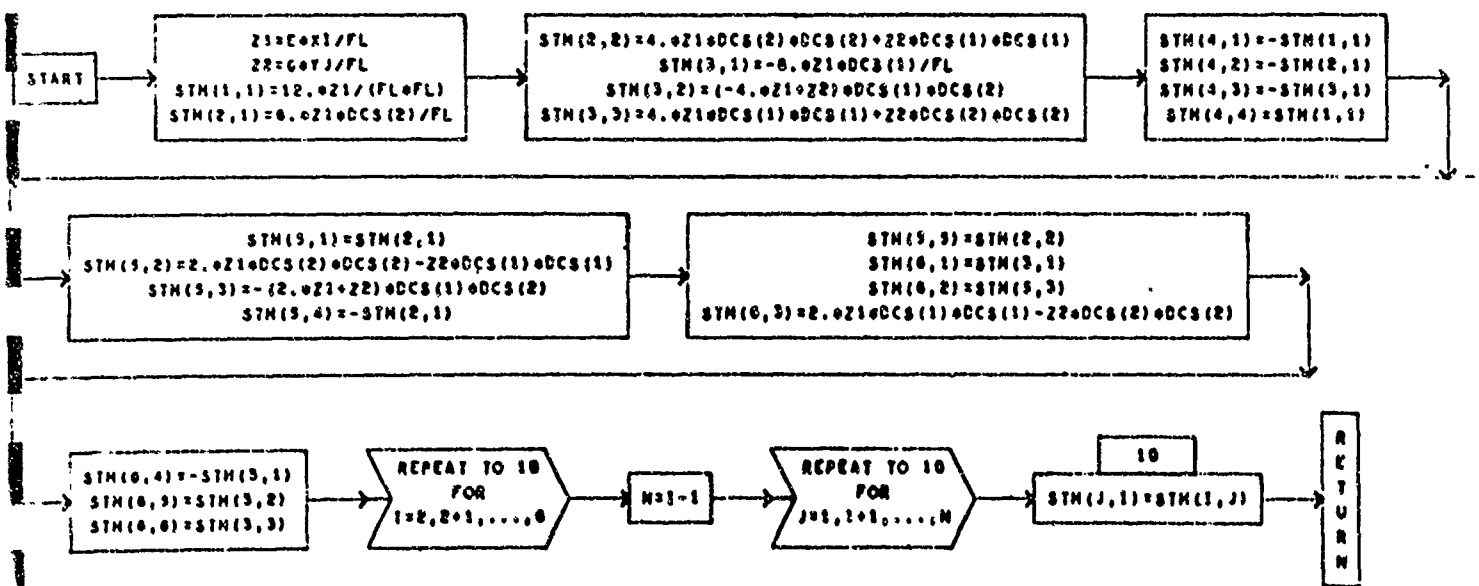 START
Z1=E*XI/FL
Z2=G*YJ/FL
STM(1,1)=12.*Z1/(FL*FL)
STM(2,1)=6.*Z1*DCS(2)/FL
STM(2,2)=4.*Z1*DCS(2)*DCS(2)+Z2*DCS(1)*DCS(1)
STM(3,1)=-6.*Z1*DCS(1)/FL
STM(3,2)=(-4.*Z1+Z2)*DCS(1)*DCS(2)
STM(3,3)=4.*Z1*DCS(1)*DCS(1)+Z2*DCS(2)*DCS(2)
STM(4,1)=-STM(1,1)
STM(4,2)=-STM(2,1)
STM(4,3)=-STM(3,1)
STM(4,4)=STM(1,1)
STM(5,1)=STM(2,1)
STM(5,2)=2.*Z1*DCS(2)*DCS(2)-Z2*DCS(1)*DCS(1)
STM(5,3)=-(2.*Z1+Z2)*DCS(1)*DCS(2)
STM(5,4)=-STM(2,1)
STM(5,5)=STM(2,2)
STM(6,1)=STM(3,1)
STM(6,2)=STM(5,3)
STM(6,3)=2.*Z1*DCS(1)*DCS(1)-Z2*DCS(2)*DCS(2)
STM(6,4)=-STM(3,1)
STM(6,5)=STM(3,2)
STM(6,6)=STM(3,3)
REPEAT TO 10
FOR
I=2,2+1,...,6
N=I-1
REPEAT TO 10
FOR
J=1,1+1,...,N
10
STM(J,I)=STM(I,J)
RETURN